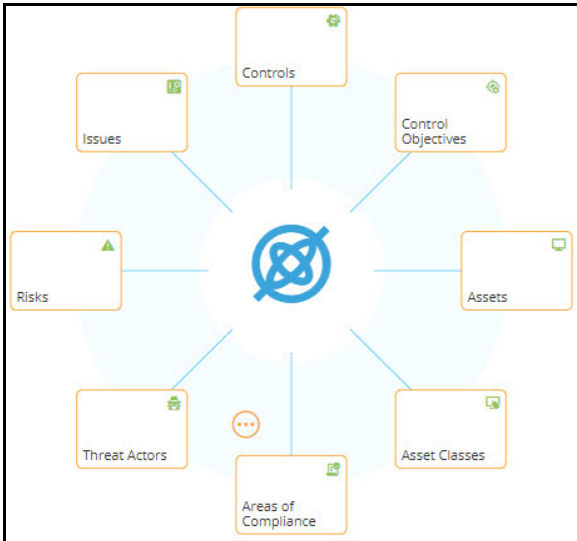 Controls
Issues
Control
Objectives
Risks
Assets
Threat Actors
Asset Classes
Areas of
Compliance